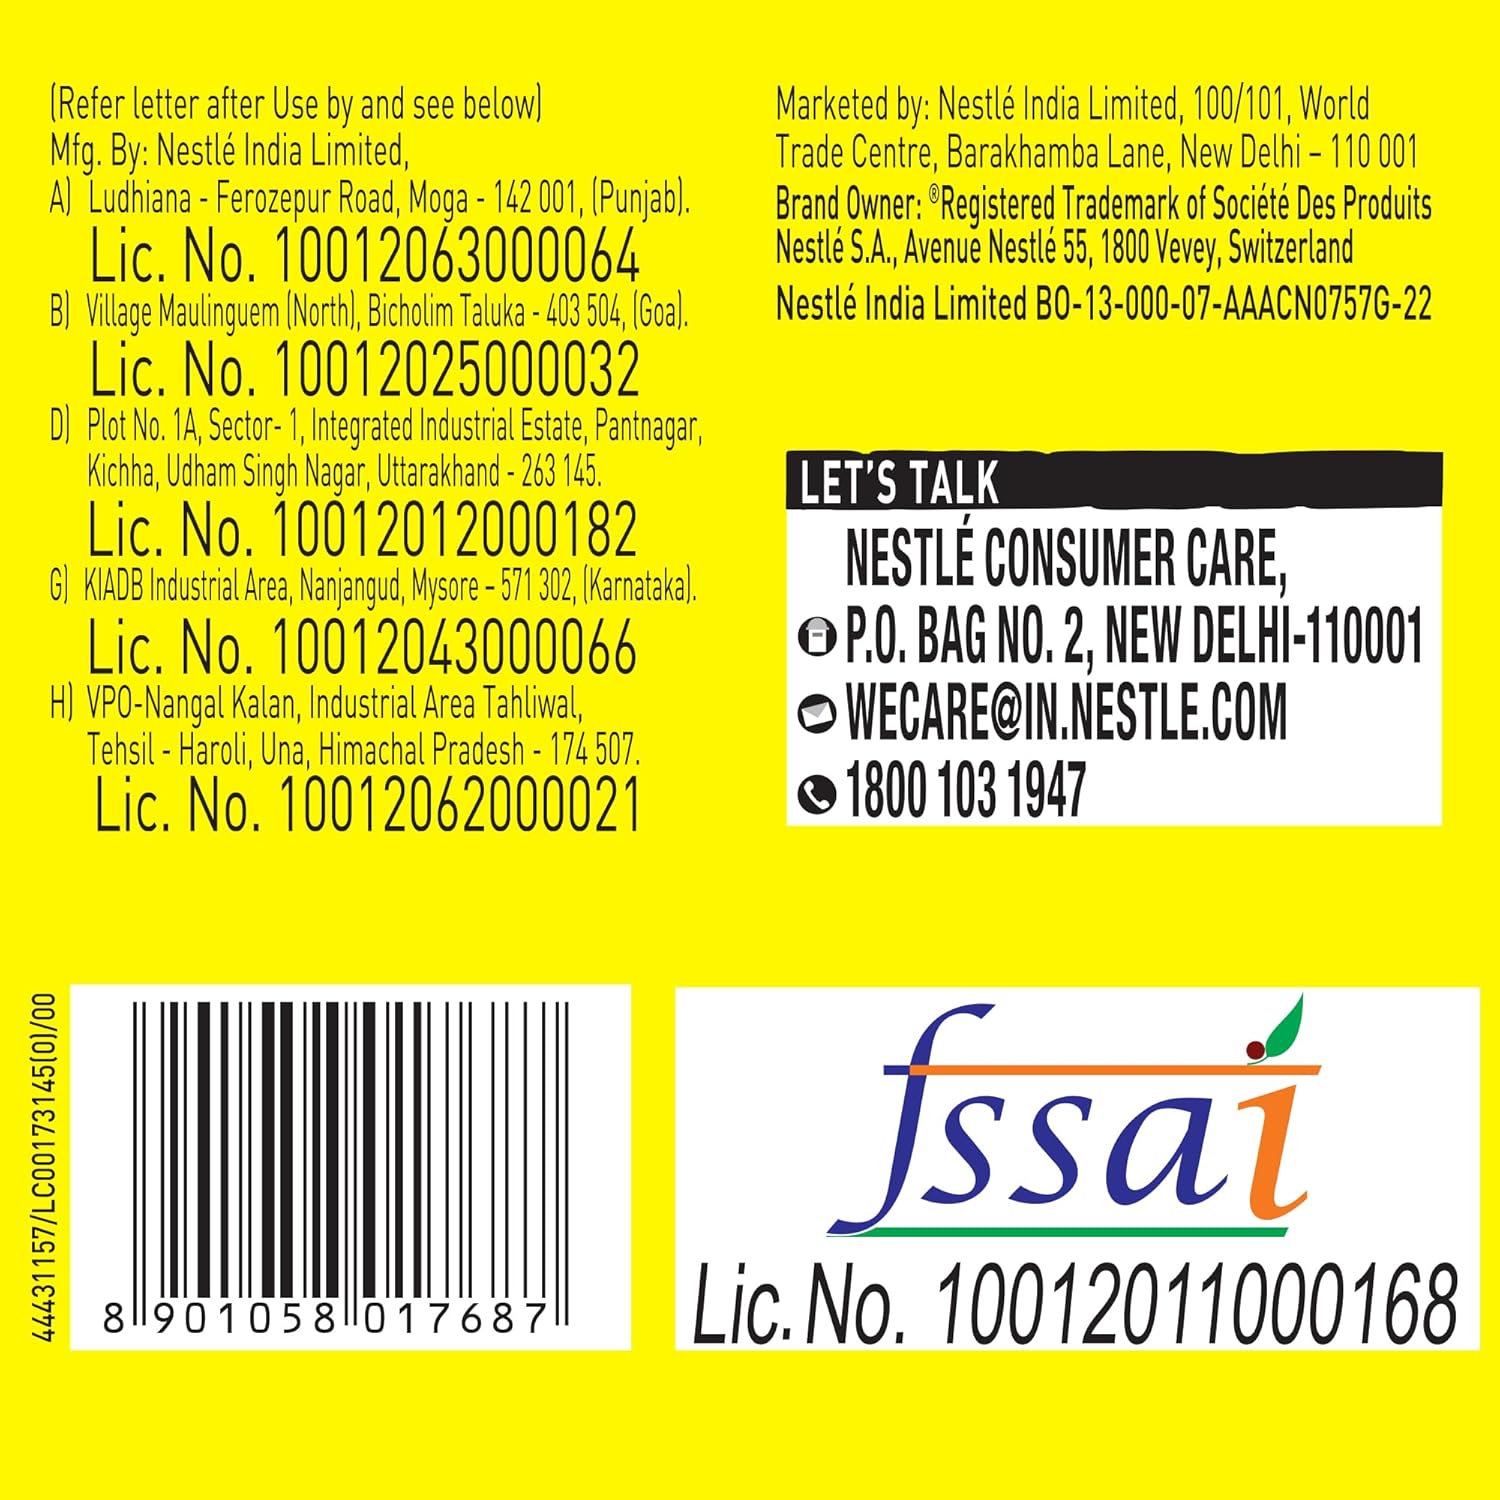 (Refer letter after Use by and see below)
Mfg. By: Nestlé India Limited,
A) Ludhiana - Ferozepur Road, Moga - 142 001, (Punjab).
Lic. No. 10012063000064
B) Village Maulinguem (North), Bicholim Taluka - 403 504, (Goa).
Lic. No. 10012025000032
D) Plot No. 1A, Sector- 1, Integrated Industrial Estate, Pantnagar,
Kichha, Udham Singh Nagar, Uttarakhand - 263 145.
Lic. No. 10012012000182
G) KIADB Industrial Area, Nanjangud, Mysore – 571 302, (Karnataka).
Lic. No. 10012043000066
H) VPO-Nangal Kalan, Industrial Area Tahliwal,
Tehsil - Haroli, Una, Himachal Pradesh - 174 507.
Lic. No. 10012062000021
Marketed by: Nestlé India Limited, 100/101, World
Trade Centre, Barakhamba Lane, New Delhi – 110 001
Brand Owner: ®Registered Trademark of Société Des Produits
Nestlé S.A., Avenue Nestlé 55, 1800 Vevey, Switzerland
Nestlé India Limited BO-13-000-07-AAACN0757G-22
LET'S TALK
NESTLÉ CONSUMER CARE,
P.O. BAG NO. 2, NEW DELHI-110001
WECARE@IN.NESTLE.COM
1800 103 1947
44431157/LC00173145(0)/00
8 901058 017687
fssai
Lic. No. 10012011000168